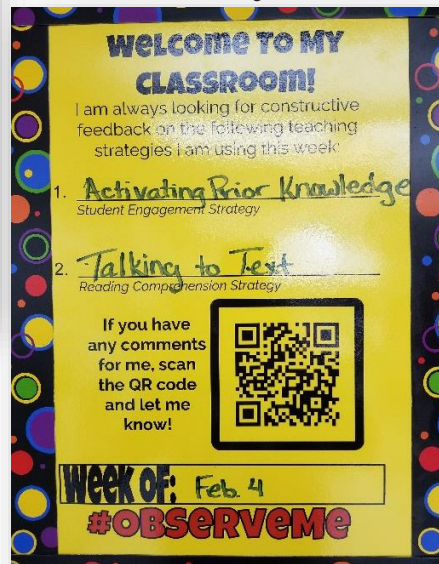 WELCOME TO MY
CLASSROOM!
I am always looking for constructive
feedback on the following teaching
strategies I am using this week:
1. Activating Prior Knowledge
Student Engagement Strategy
2. Talking to Text
Reading Comprehension Strategy
If you have
any comments
for me, scan
the QR code
and let me
know!
WEEK OF: Feb. 4
#OBSERVEME